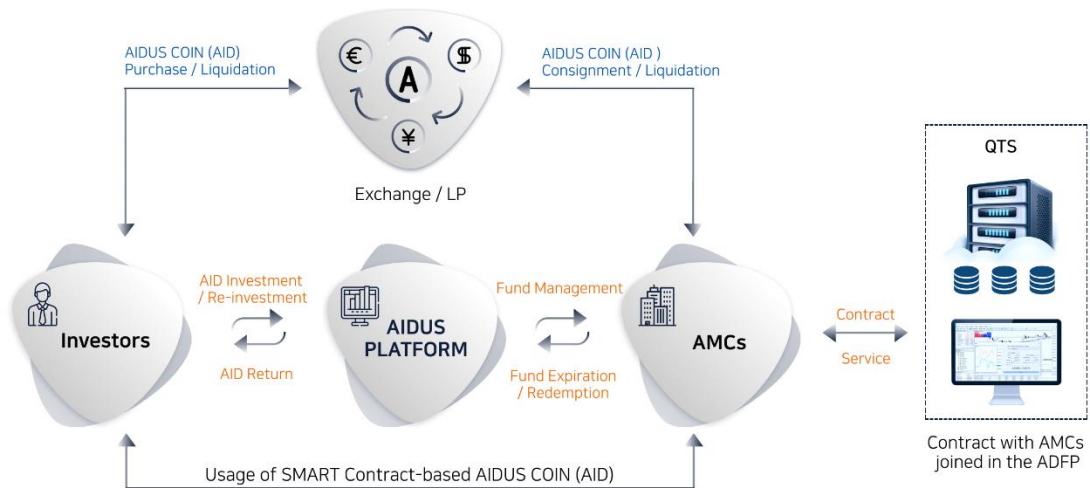 AIDUS COIN (AID)
Purchase / Liquidation
€
$
A
¥
AIDUS COIN (AID )
Consignment / Liquidation
Exchange / LP
QTS
Investors
AID Investment
/ Re-investment
AID Return
AIDUS
PLATFORM
Fund Management
Fund Expiration
/ Redemption
AMCs
Contract
Service
Contract with AMCs
joined in the ADFP
Usage of SMART Contract-based AIDUS COIN (AID)